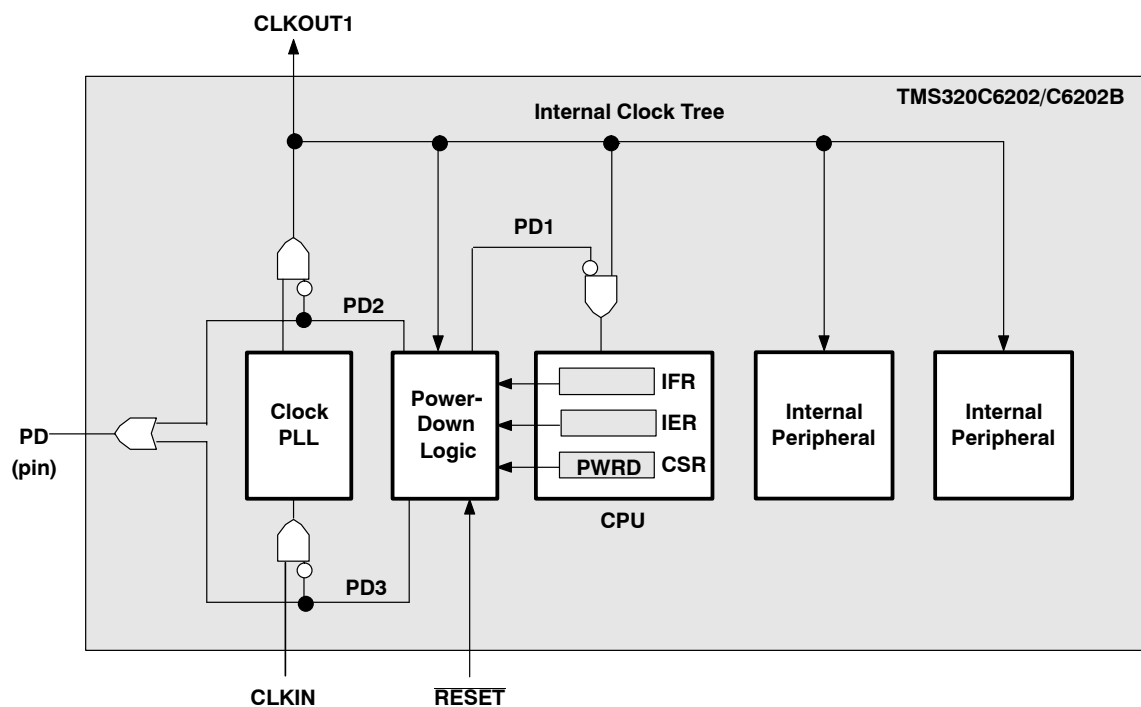 CLKOUT1
TMS320C6202/C6202B
Internal Clock Tree
PD1
PD2
Clock
PLL
Power-
Down
Logic
IFR
IER
PWRD
CSR
CPU
Internal
Peripheral
Internal
Peripheral
PD
(pin)
PD3
CLKIN
RESET